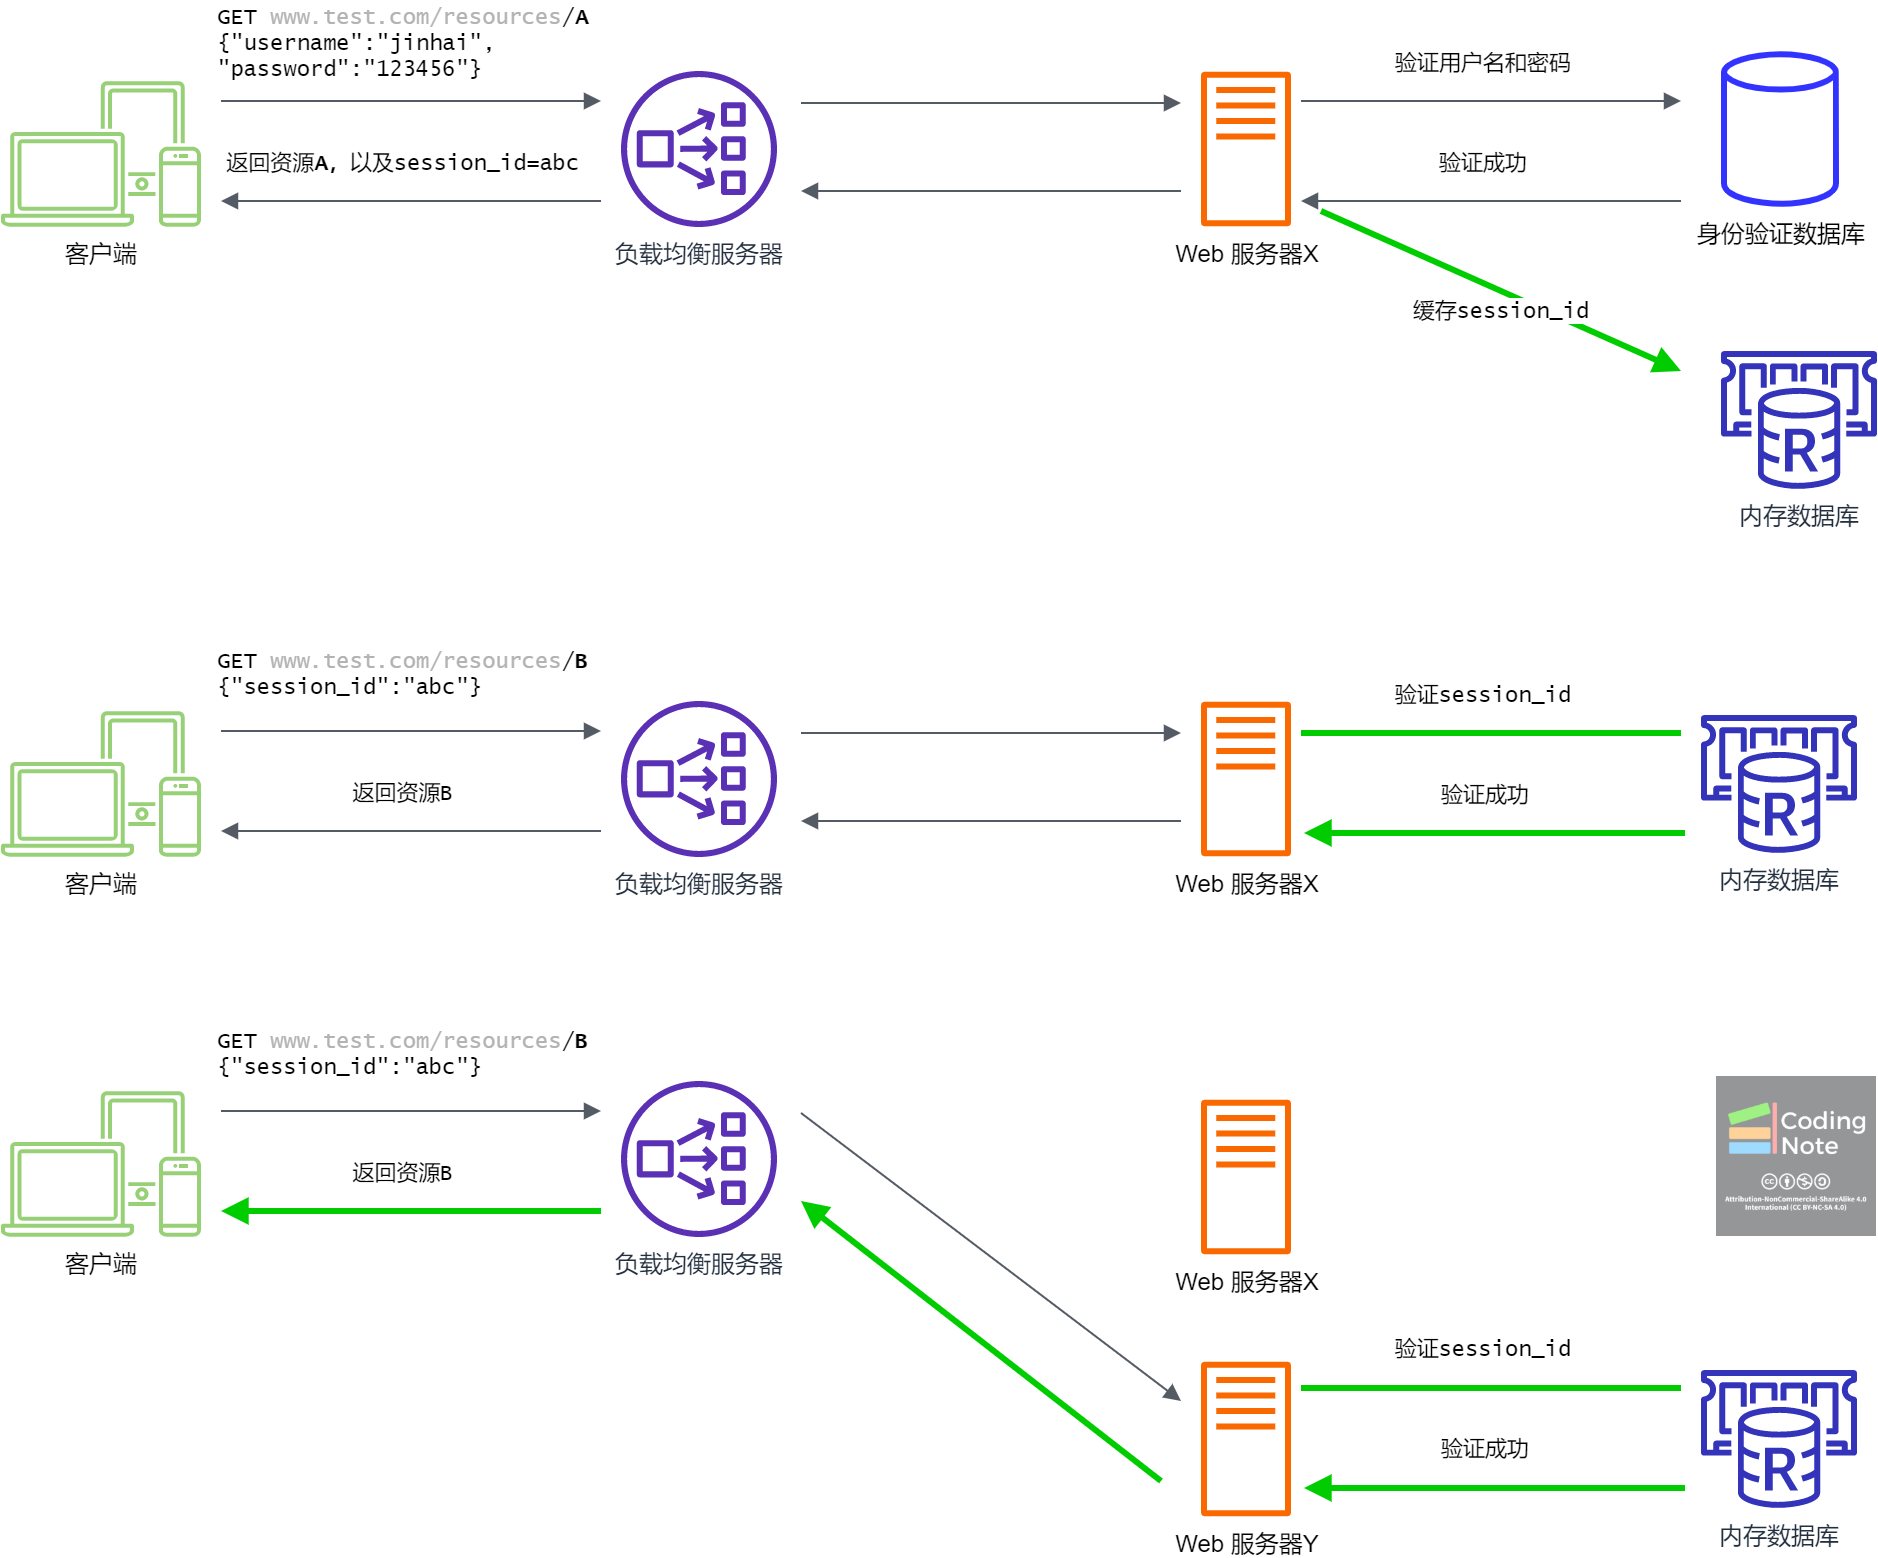 GET www.test.com/resources/A
{"username":"jinhai",
"password":"123456"}
验证用户名和密码
返回资源A, 以及session_id=abc
验证成功
客户端
负载均衡服务器
Web 服务器X
身份验证数据库
缓存session_id
R
内存数据库
GET www.test.com/resources/B
{"session_id":"abc"}
验证session_id
返回资源B
验证成功
R
客户端
负载均衡服务器
Web 服务器X
内存数据库
GET www.test.com/resources/B
{"session_id":"abc"}
Coding
Note
cc
Attribution-NonCommercial-ShareAlike 4.0
International (CC BY-NC-SA 4.0)
返回资源B
客户端
负载均衡服务器
Web 服务器X
验证session_id
验证成功
R
Web 服务器Y
内存数据库